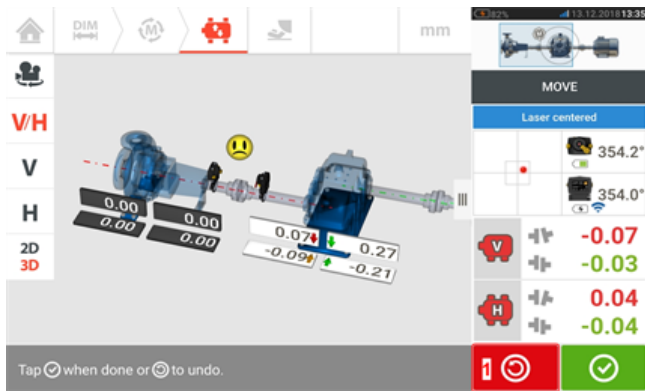 DIM
M
mm
82%
13.12.2018 13:35
M
MOVE
Laser centered
354.2°
354.0°
V/H
V
H
2D
3D
0.00
0.00
0.00
0.00
0.07
0.27
-0.09
-0.21
V
-0.07
-0.03
H
0.04
-0.04
Tap when done or to undo.
1